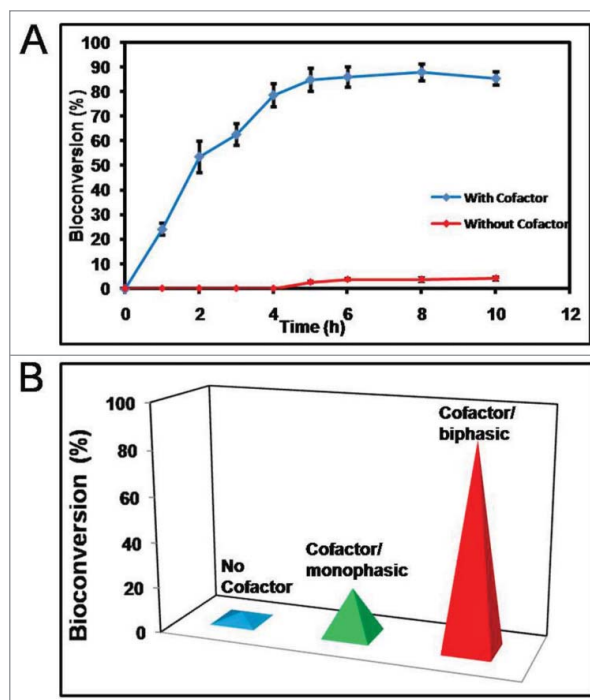 A
100
90
80
70
60
50
40
30
20
10
0
Bioconversion (%)
With Cofactor
Without Cofactor
0 2 4 6 8 10 12
Time (h)
B
100
80
60
40
20
0
Bioconversion (%)
No
Cofactor
Cofactor/
monophasic
Cofactor/
biphasic